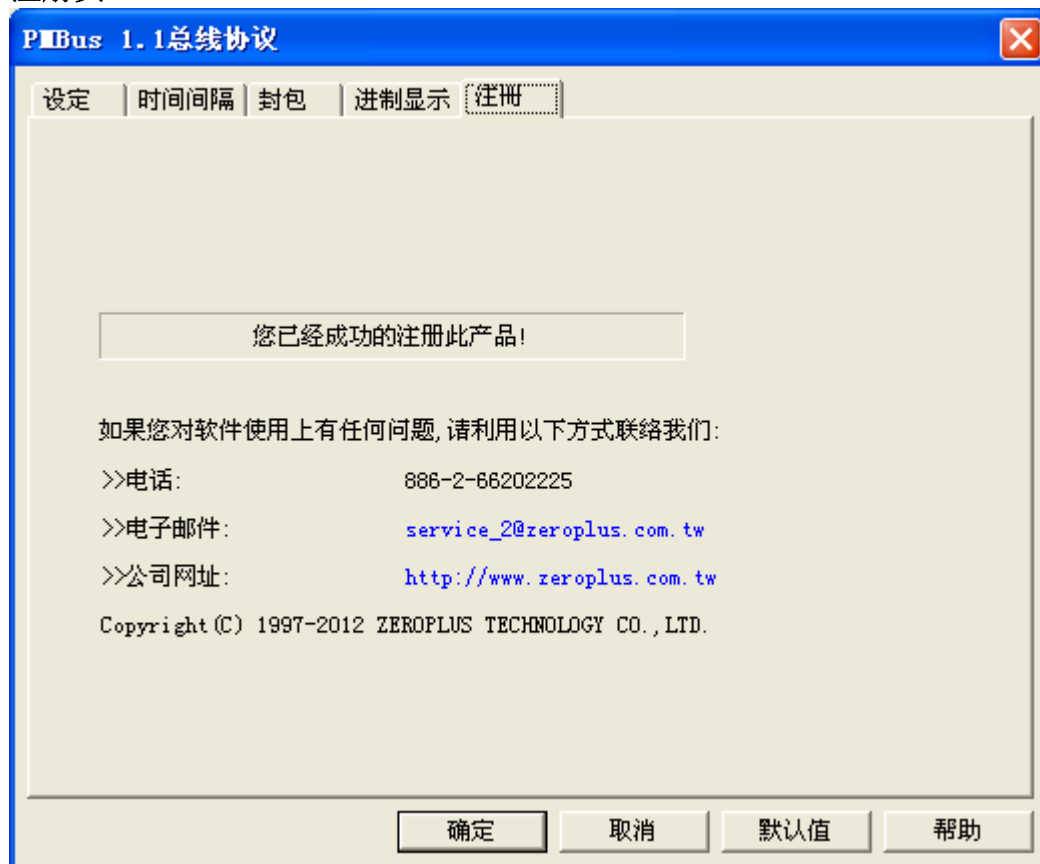 PMBus 1.1总线协议
设定 时间间隔 封包 进制显示 注册
您已经成功的注册此产品!
如果您对软件使用上有任何问题,请利用以下方式联络我们:
>>电话: 886-2-66202225
>>电子邮件: service_2@zeroplus.com.tw
>>公司网址: http://www.zeroplus.com.tw
Copyright(C) 1997-2012 ZEROPLUS TECHNOLOGY CO.,LTD.
确定 取消 默认值 帮助